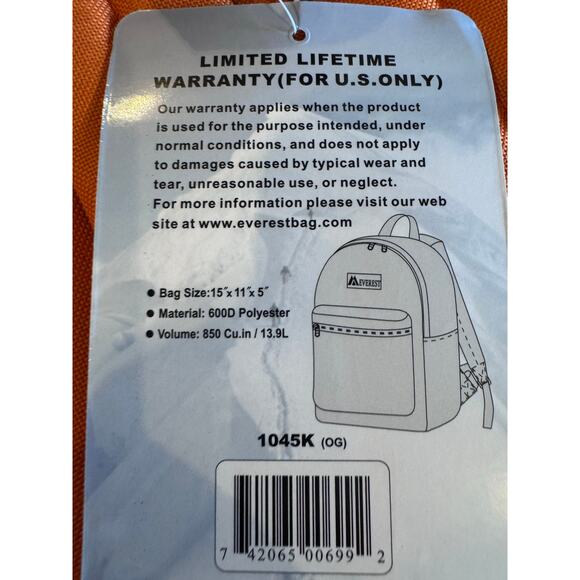 LIMITED LIFETIME
WARRANTY(FOR U.S.ONLY)
Our warranty applies when the product
is used for the purpose intended, under
normal conditions, and does not apply
to damages caused by typical wear and
tear, unreasonable use, or neglect.
For more information please visit our web
site at www.everestbag.com
EVEREST
• Bag Size:15″x 11″x 5″
• Material: 600D Polyester
• Volume: 850 Cu.in / 13.9L
1045K (OG)
7 42065 00699 2